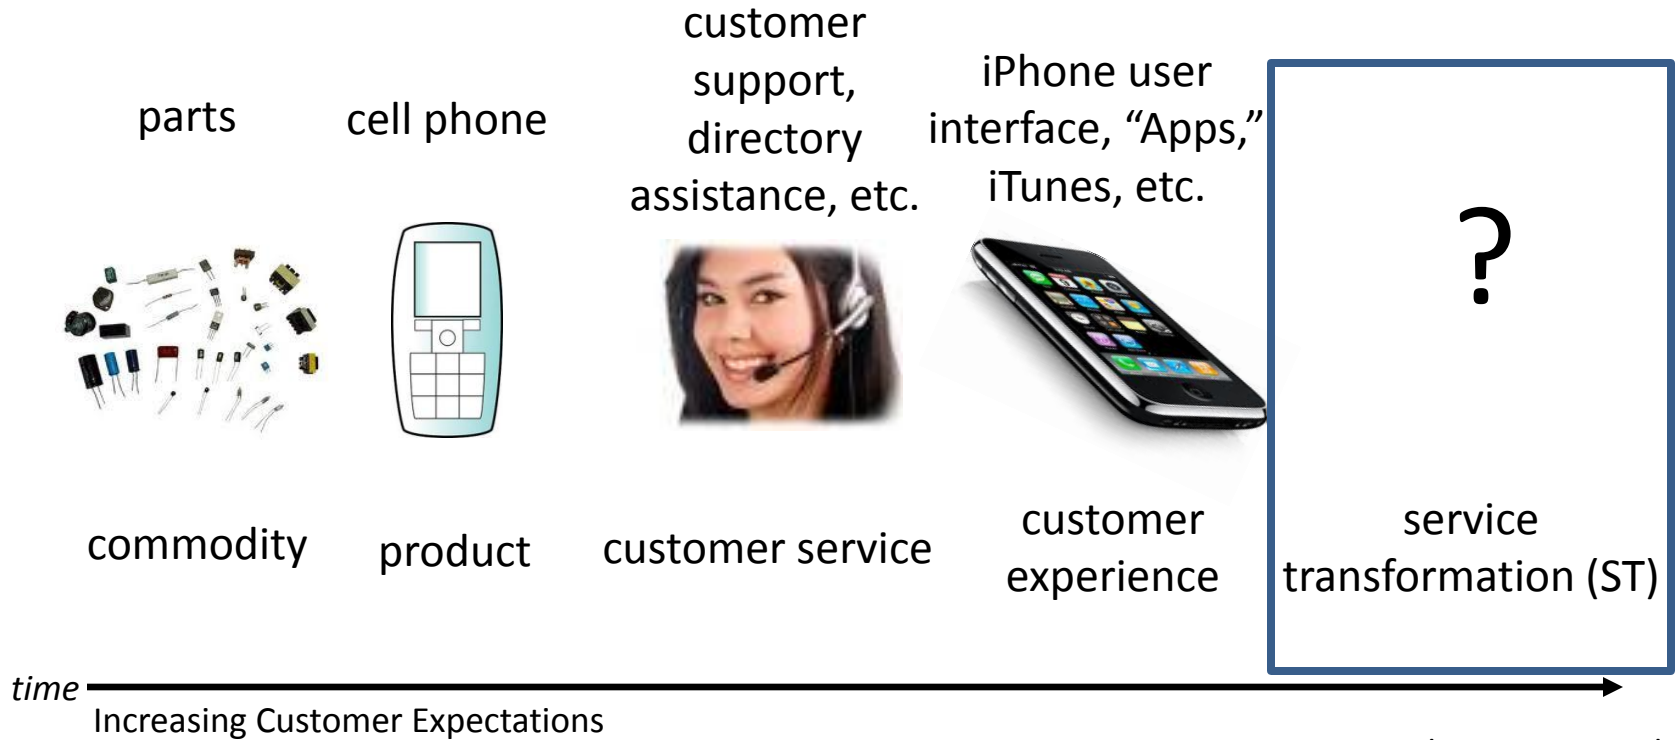 parts
cell phone
customer
support,
directory
assistance, etc.
iPhone user
interface, “Apps,”
iTunes, etc.
?
commodity
product
customer service
customer
experience
service
transformation (ST)
time
Increasing Customer Expectations